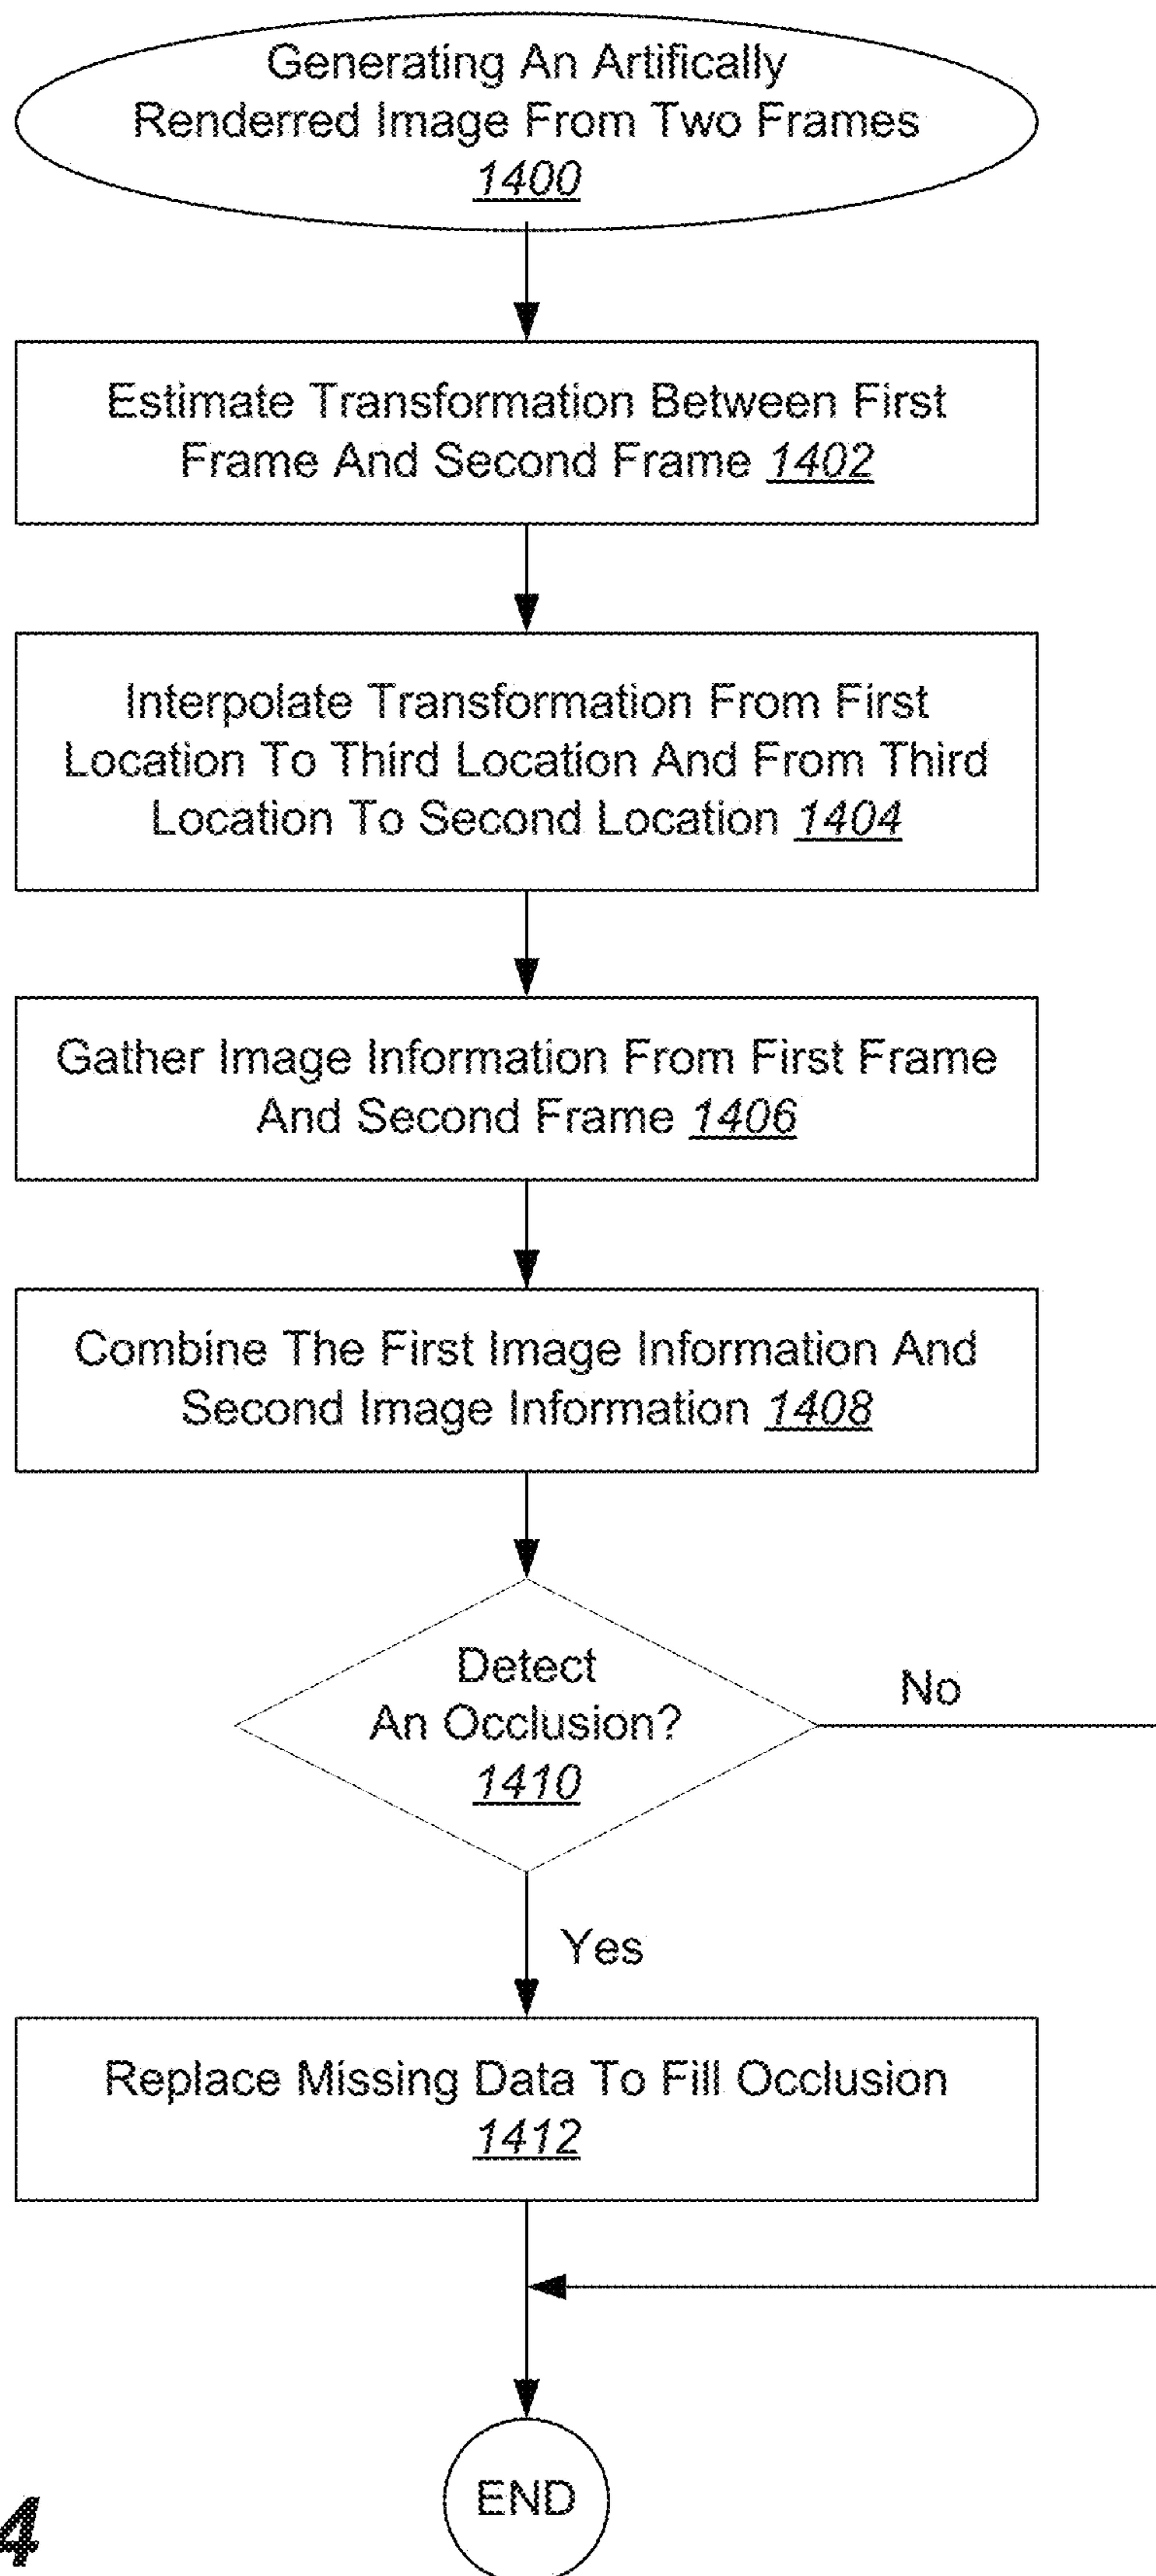 Generating An Artifically
Renderred Image From Two Frames
1400
Estimate Transformation Between First
Frame And Second Frame 1402
Interpolate Transformation From First
Location To Third Location And From Third
Location To Second Location 1404
Gather Image Information From First Frame
And Second Frame 1406
Combine The First Image Information And
Second Image Information 1408
Detect
An Occlusion?
1410
No
Yes
Replace Missing Data To Fill Occlusion
1412
END
4